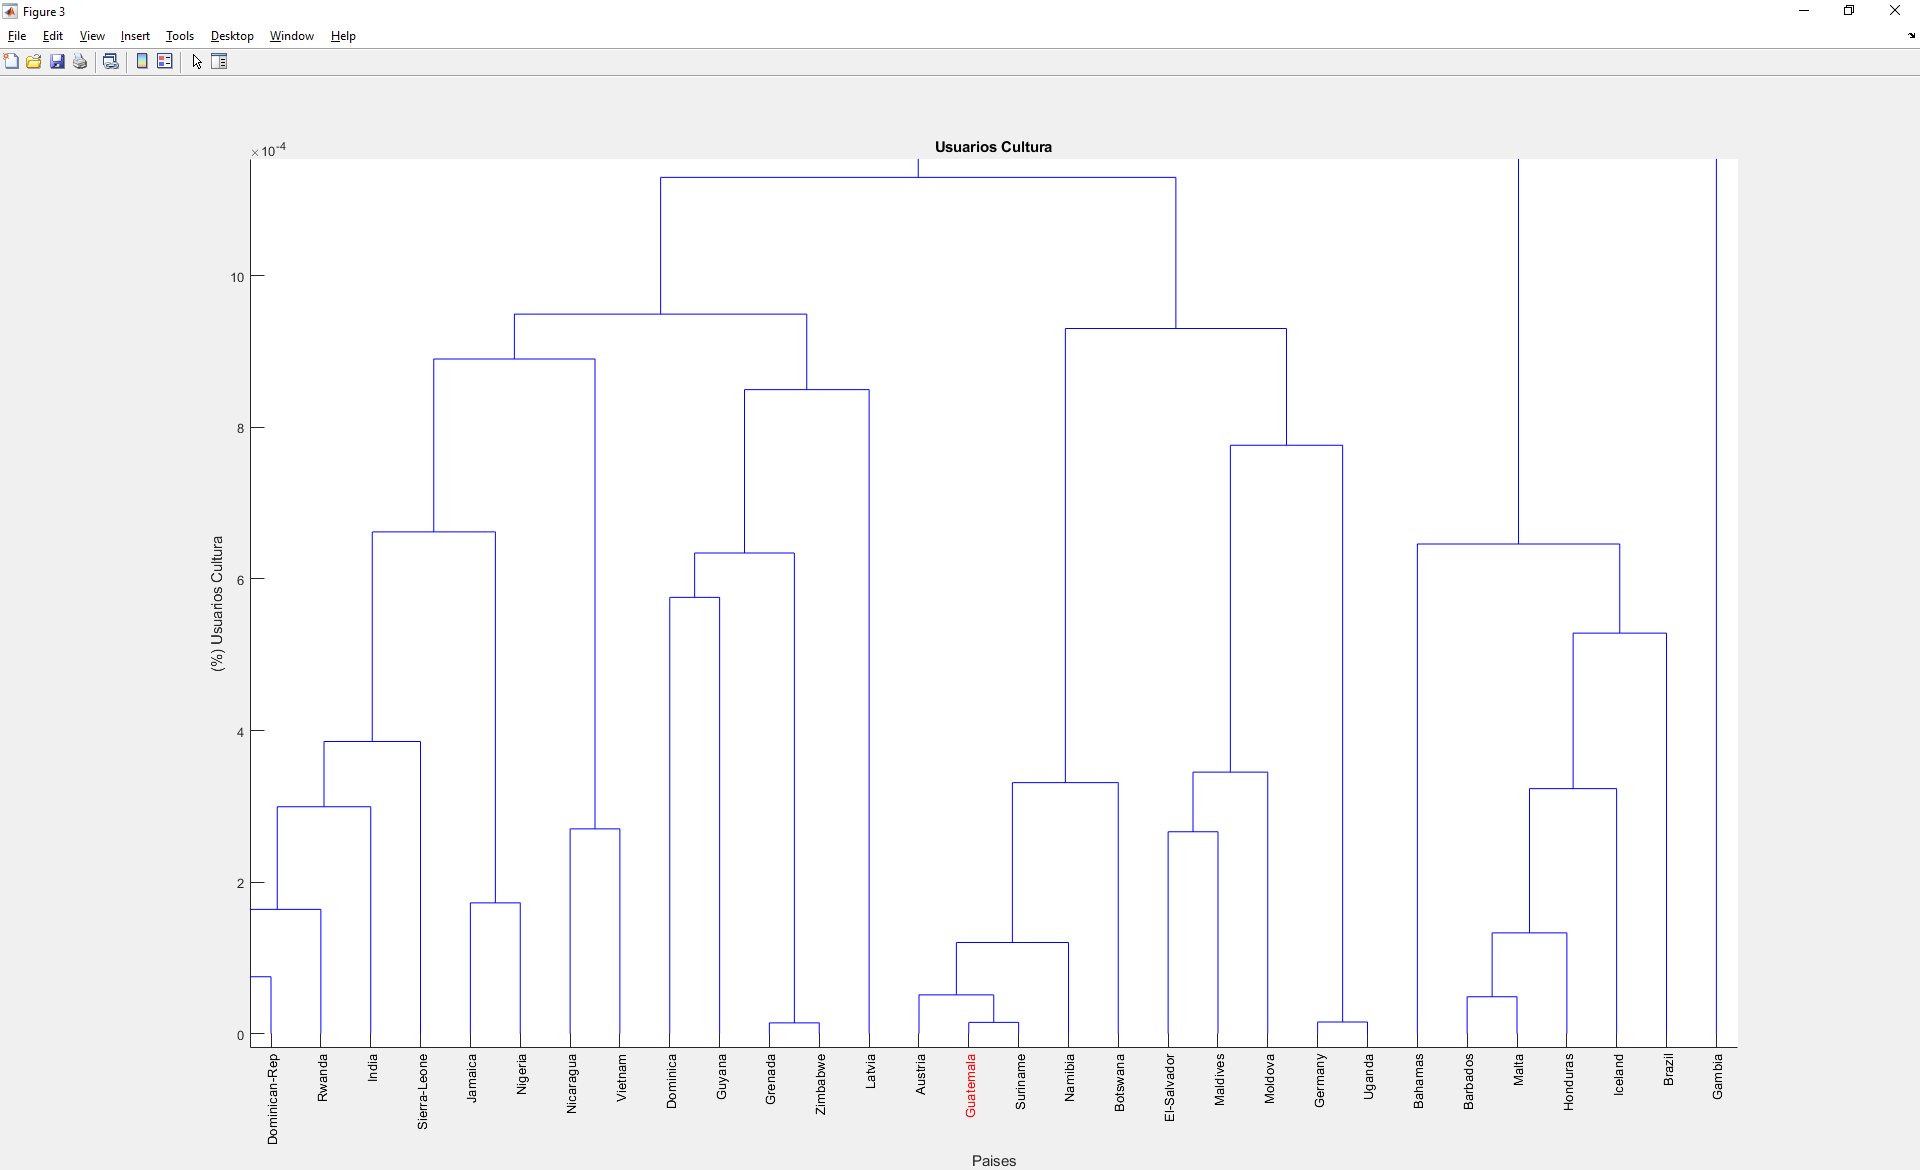 Figure 3
File Edit View Insert Tools Desktop Window Help
Usuarios Cultura
×10-4
10
8
6
4
2
0
(%) Usuarios Cultura
Dominican-Rep
Rwanda
India
Sierra-Leone
Jamaica
Nigeria
Nicaragua
Vietnam
Dominica
Guyana
Grenada
Zimbabwe
Latvia
Austria
Guatemala
Suriname
Namibia
Botswana
El-Salvador
Maldives
Moldova
Germany
Uganda
Bahamas
Barbados
Malta
Honduras
Iceland
Brazil
Gambia
Paises